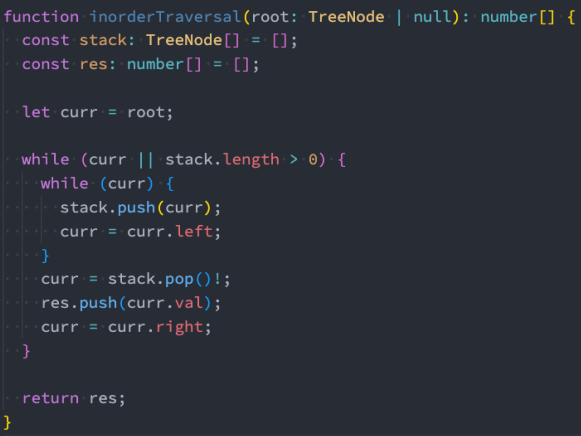 function inorderTraversal(root: TreeNode | null): number[] {
  const stack: TreeNode[] = [];
  const res: number[] = [];

  let curr = root;

  while (curr || stack.length > 0) {
    while (curr) {
      stack.push(curr);
      curr = curr.left;
    }
    curr = stack.pop()!;
    res.push(curr.val);
    curr = curr.right;
  }

  return res;
}